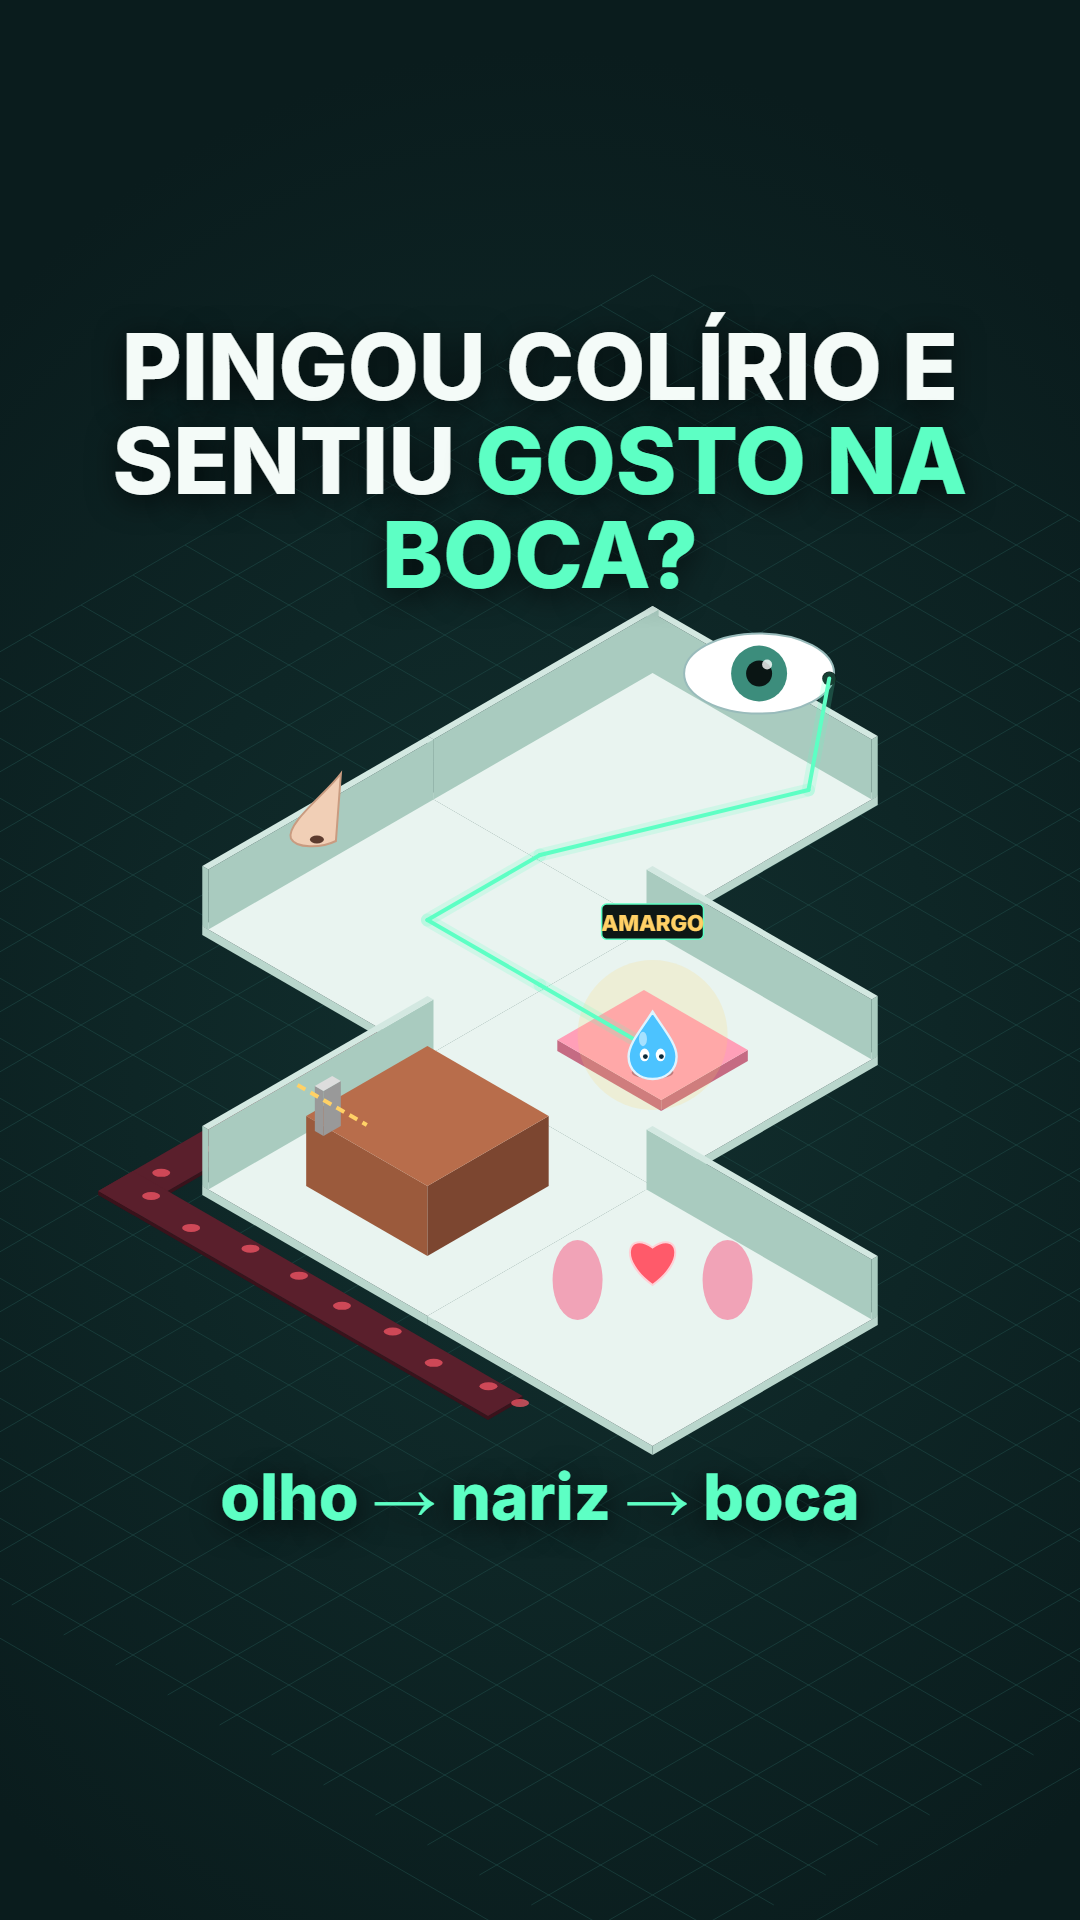 PINGOU COLÍRIO E
SENTIU GOSTO NA
BOCA?
AMARGO
olho → nariz → boca